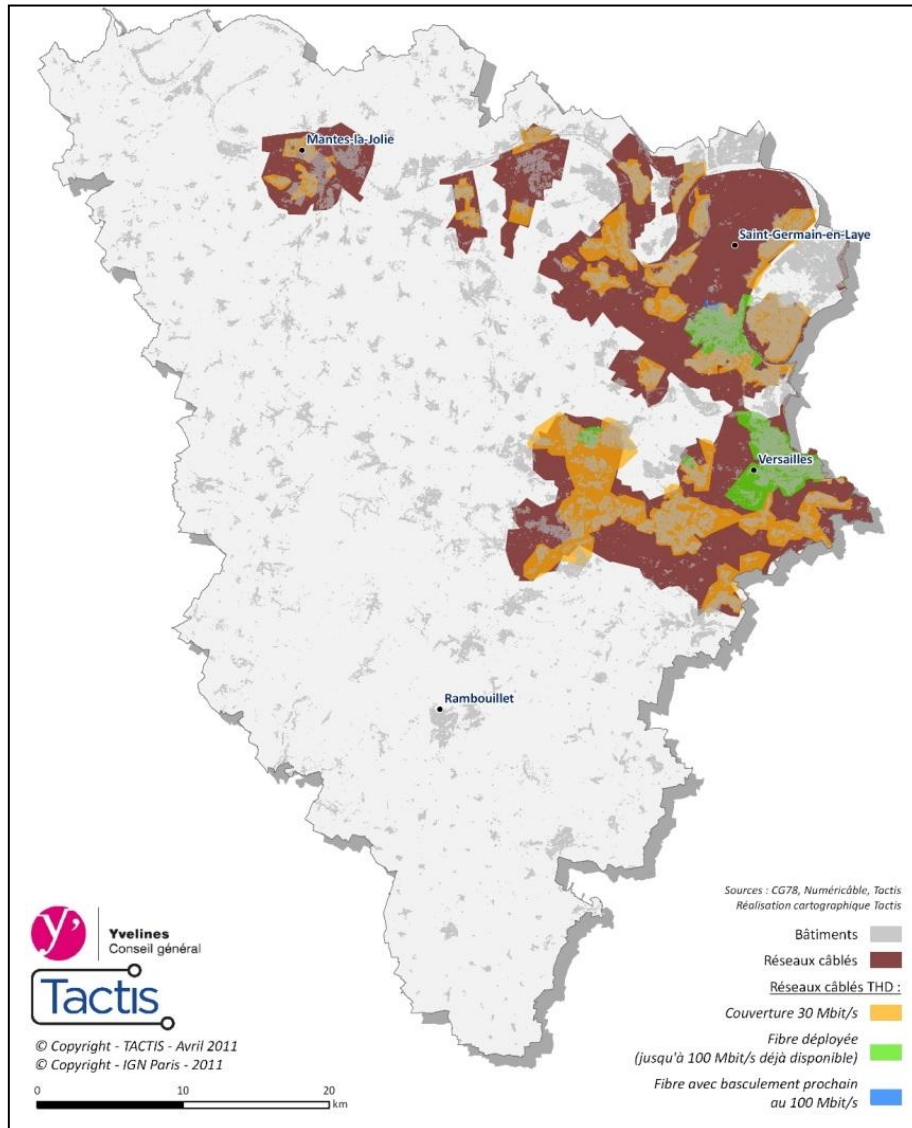 Mantes-la-Jolie
Saint-Germain-en-Laye
Versailles
Rambouillet
Sources : CG78, Numéricâble, Tactis
Réalisation cartographique Tactis
Bâtiments
Réseaux câblés
Réseaux câblés THD :
Couverture 30 Mbit/s
Fibre déployée
(jusqu'à 100 Mbit/s déjà disponible)
Fibre avec basculement prochain
au 100 Mbit/s
y'
Yvelines
Conseil général
Tactis
© Copyright - TACTIS - Avril 2011
© Copyright - IGN Paris - 2011
0 10 20
km